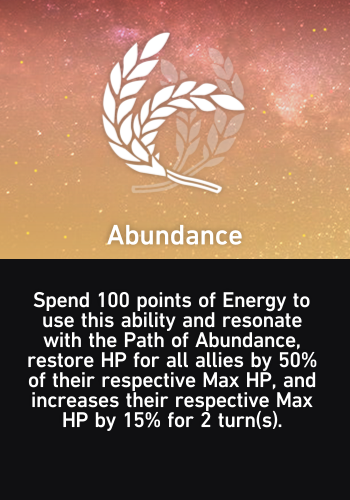 Abundance
Spend 100 points of Energy to
use this ability and resonate
with the Path of Abundance,
restore HP for all allies by 50%
of their respective Max HP, and
increases their respective Max
HP by 15% for 2 turn(s).